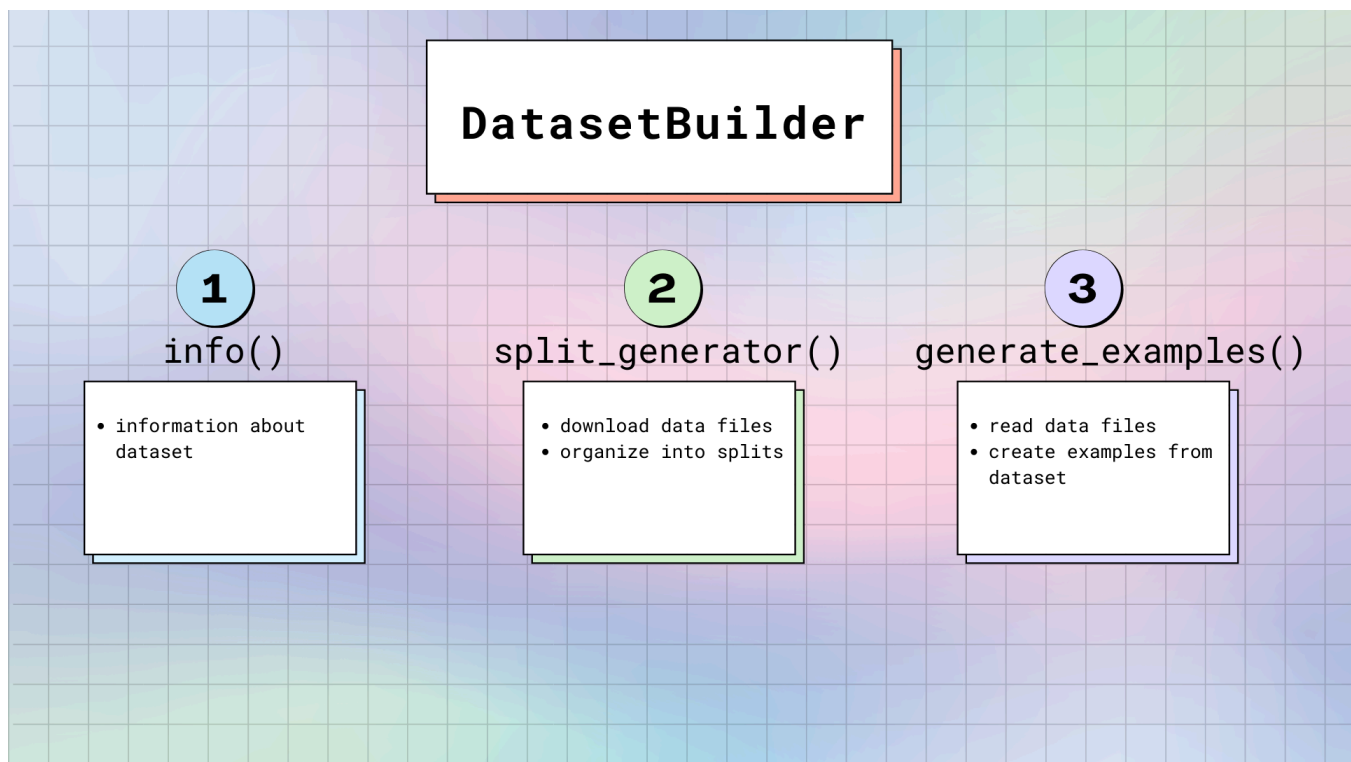 DatasetBuilder
1
info()
• information about
dataset
2
split_generator()
• download data files
• organize into splits
3
generate_examples()
• read data files
• create examples from
dataset